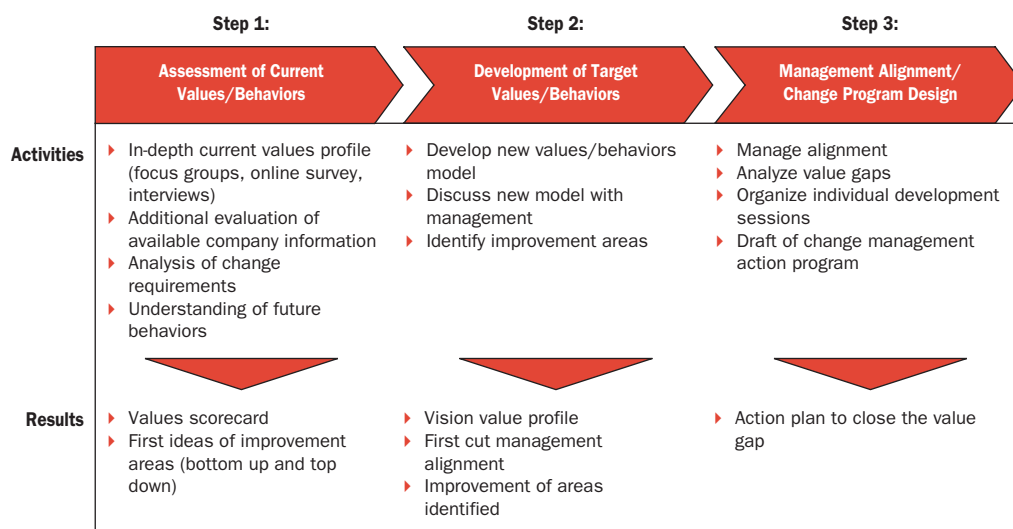 Step 1:
Step 2:
Step 3:
Assessment of Current
Values/Behaviors
Development of Target
Values/Behaviors
Management Alignment/
Change Program Design
Activities
In-depth current values profile
(focus groups, online survey,
interviews)
Additional evaluation of
available company information
Analysis of change
requirements
Understanding of future
behaviors
Develop new values/behaviors
model
Discuss new model with
management
Identify improvement areas
Manage alignment
Analyze value gaps
Organize individual development
sessions
Draft of change management
action program
Results
Values scorecard
First ideas of improvement
areas (bottom up and top
down)
Vision value profile
First cut management
alignment
Improvement of areas
identified
Action plan to close the value
gap